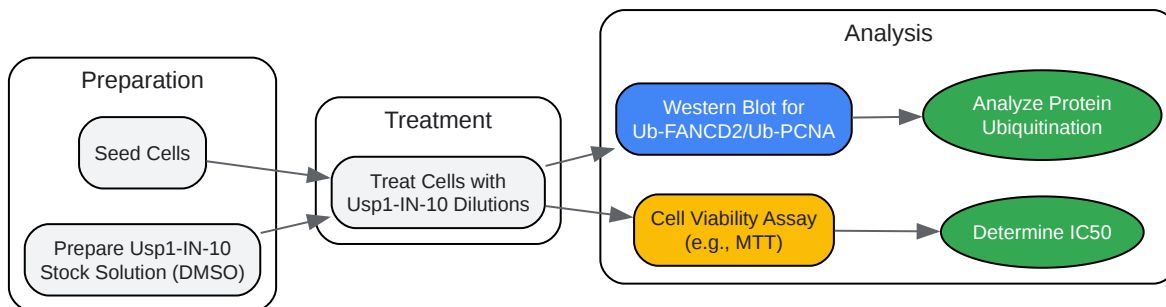 Preparation
Seed Cells
Prepare Usp1-IN-10
Stock Solution (DMSO)
Treatment
Treat Cells with
Usp1-IN-10 Dilutions
Analysis
Western Blot for
Ub-FANCD2/Ub-PCNA
Analyze Protein
Ubiquitination
Cell Viability Assay
(e.g., MTT)
Determine IC50